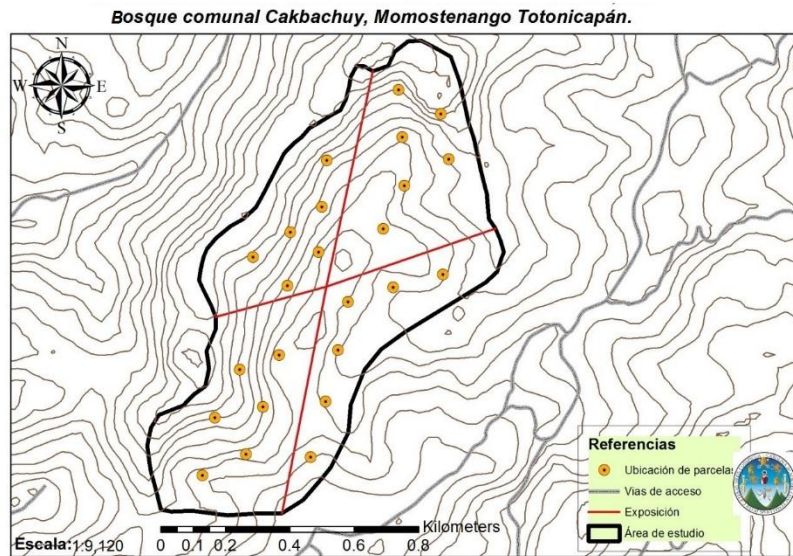 Bosque comunal Cakbachuy, Momostenango Totonicapán.
N
W E
S
Referencias
Ubicación de parcelas
Vias de acceso
Exposición
Área de estudio
Kilometers
Escala:1:9,120
0 0.1 0.2 0.4 0.6 0.8